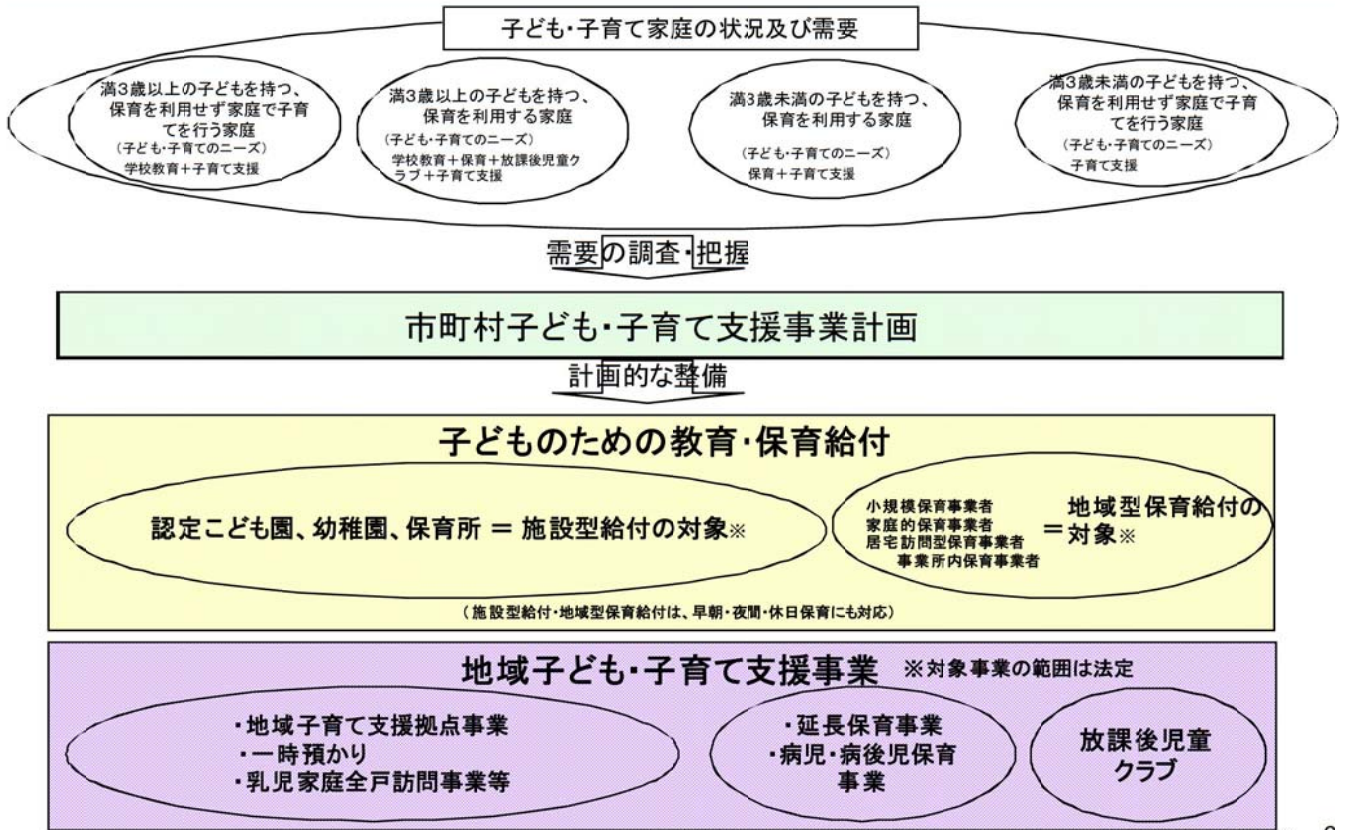 子ども・子育て家庭の状況及び需要
満3歳以上の子どもを持つ、
保育を利用せず家庭で子育
てを行う家庭
(子ども・子育てのニーズ)
学校教育+子育て支援
満3歳以上の子どもを持つ、
保育を利用する家庭
(子ども・子育てのニーズ)
学校教育+保育+放課後児童ク
ラブ+子育て支援
満3歳未満の子どもを持つ、
保育を利用する家庭
(子ども・子育てのニーズ)
保育+子育て支援
満3歳未満の子どもを持つ、
保育を利用せず家庭で子育
てを行う家庭
(子ども・子育てのニーズ)
子育て支援
需要の調査・把握
市町村子ども・子育て支援事業計画
計画的な整備
子どものための教育・保育給付
認定こども園、幼稚園、保育所 = 施設型給付の対象※
小規模保育事業者
家庭的保育事業者
居宅訪問型保育事業者
事業所内保育事業者
=地域型保育給付の
対象※
(施設型給付・地域型保育給付は、早朝・夜間・休日保育にも対応)
地域子ども・子育て支援事業 ※対象事業の範囲は法定
・地域子育て支援拠点事業
・一時預かり
・乳児家庭全戸訪問事業等
・延長保育事業
・病児・病後児保育
事業
放課後児童
クラブ